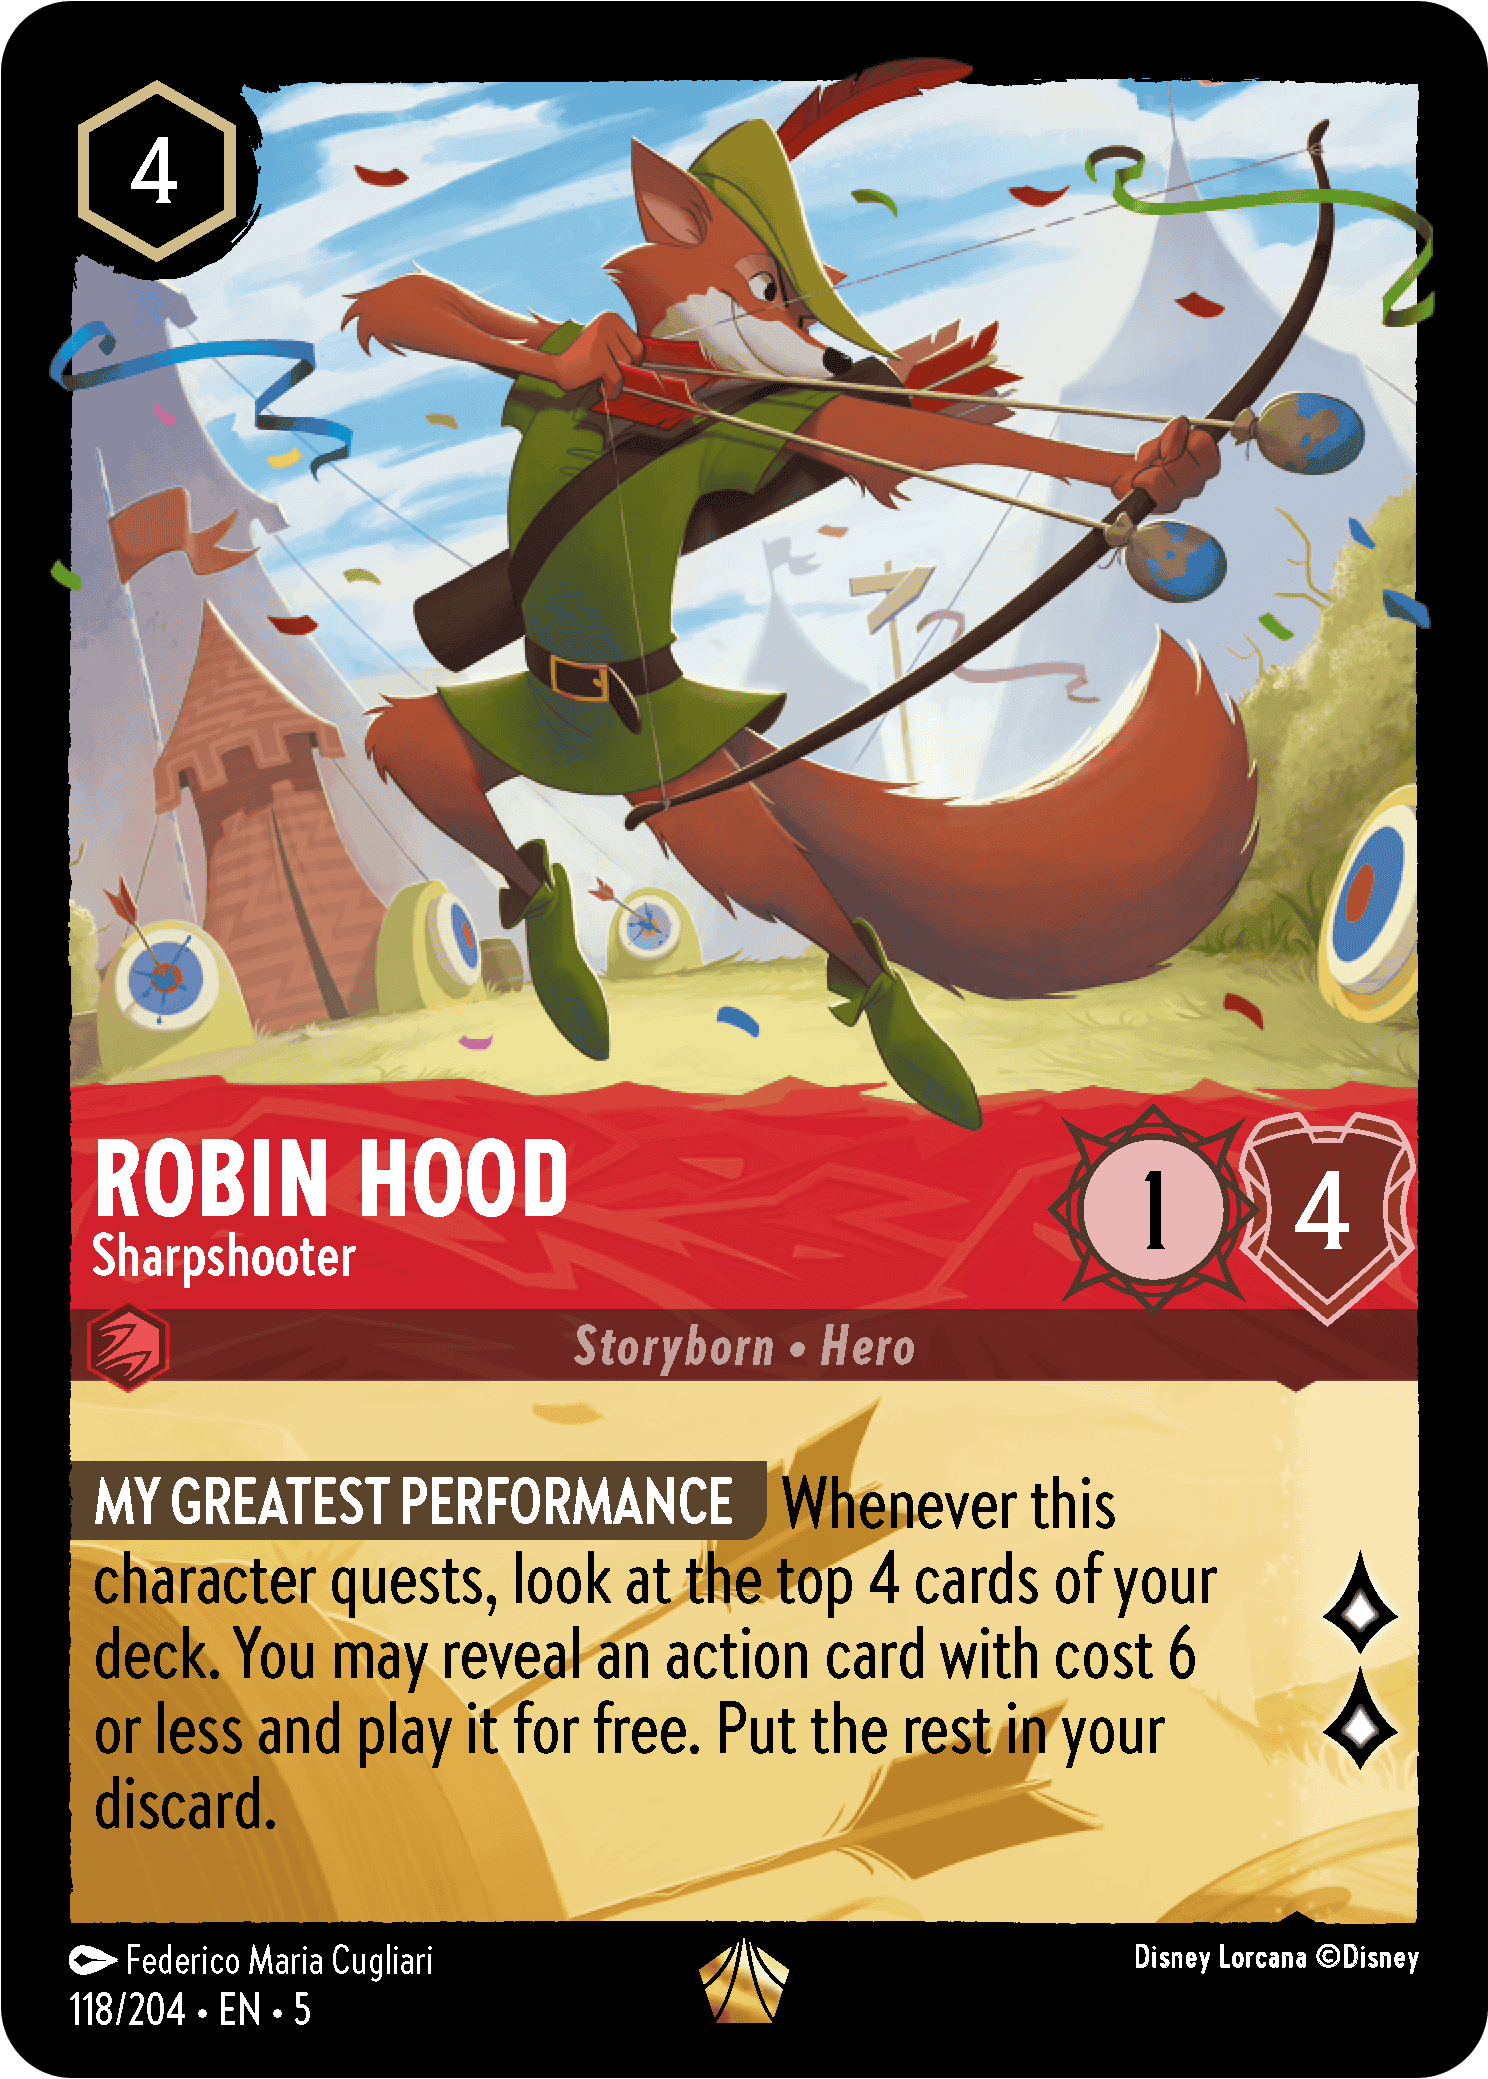 4
ROBIN HOOD
Sharpshooter
1
4
Storyborn • Hero
MY GREATEST PERFORMANCE Whenever this
character quests, look at the top 4 cards of your
deck. You may reveal an action card with cost 6
or less and play it for free. Put the rest in your
discard.
Federico Maria Cugliari
Disney Lorcana ©Disney
118/204 • EN • 5